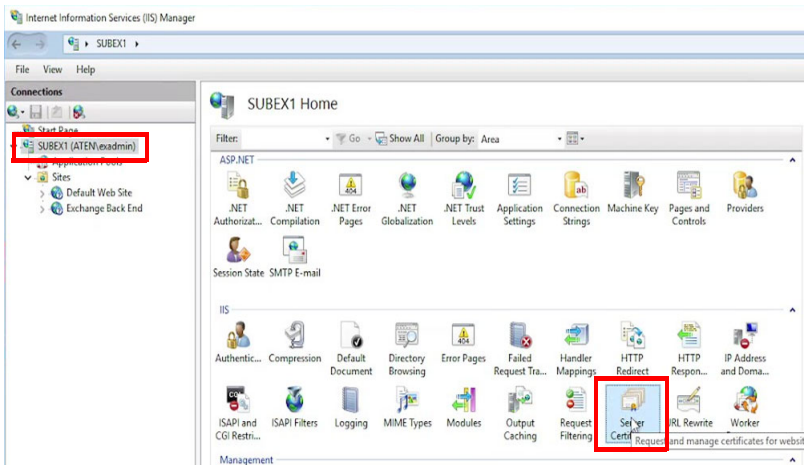 Internet Information Services (IIS) Manager
SUBEX1
File View Help
Connections
Start Page
SUBEX1 (ATEN\exadmin)
Application Pools
Sites
Default Web Site
Exchange Back End
SUBEX1 Home
Filter: Go Show All Group by: Area
ASP.NET
.NET .NET .NET Error .NET .NET Trust Application Connection Machine Key Pages and Providers
Authorizat... Compilation Pages Globalization Levels Settings Strings Controls
Session State SMTP E-mail
IIS
Authentic... Compression Default Directory Error Pages Failed Handler HTTP HTTP IP Address
Document Browsing Request Tra... Mappings Redirect Respon... and Doma...
ISAPI and ISAPI Filters Logging MIME Types Modules Output Request URL Rewrite Worker
CGI Restri... Caching Filtering
Request and manage certificates for websit
Management